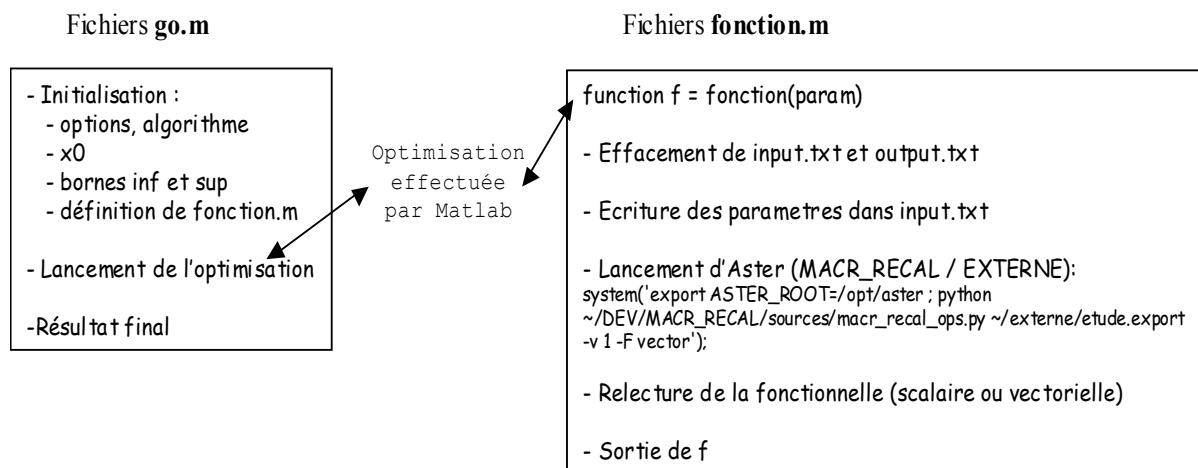 Fichiers go.m
- Initialisation :
- options, algorithme
- x0
- bornes inf et sup
- définition de fonction.m
- Lancement de l'optimisation
-Résultat final
Optimisation
effectuée
par Matlab
Fichiers fonction.m
function f = fonction(param)
- Effacement de input.txt et output.txt
- Ecriture des parametres dans input.txt
- Lancement d'Aster (MACR_RECAL / EXTERNE):
system('export ASTER_ROOT=/opt/aster ; python
~/DEV/MACR_RECAL/sources/macr_recal_ops.py ~/externe/etude.export
-v 1 -F vector');
- Relecture de la fonctionnelle (scalaire ou vectorielle)
- Sortie de f